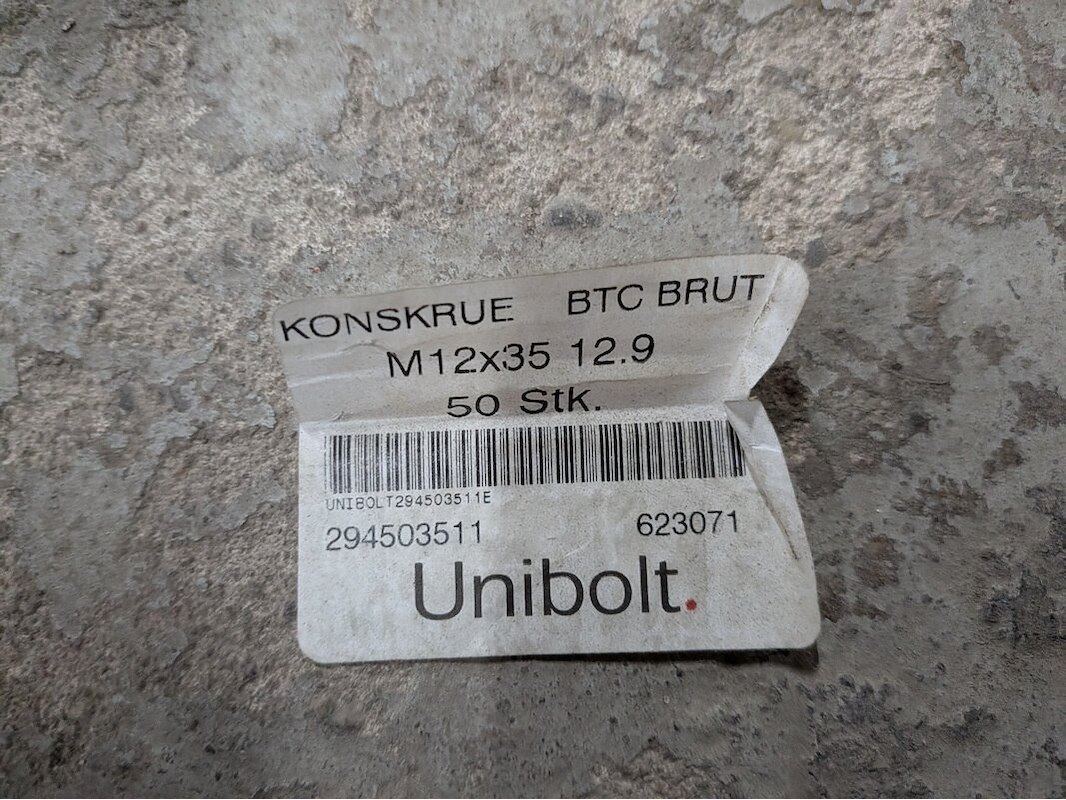 KONSKRUE BTC BRUT
M12x35 12.9
50 Stk.
UNIBOLT294503511E
294503511 623071
Unibolt.